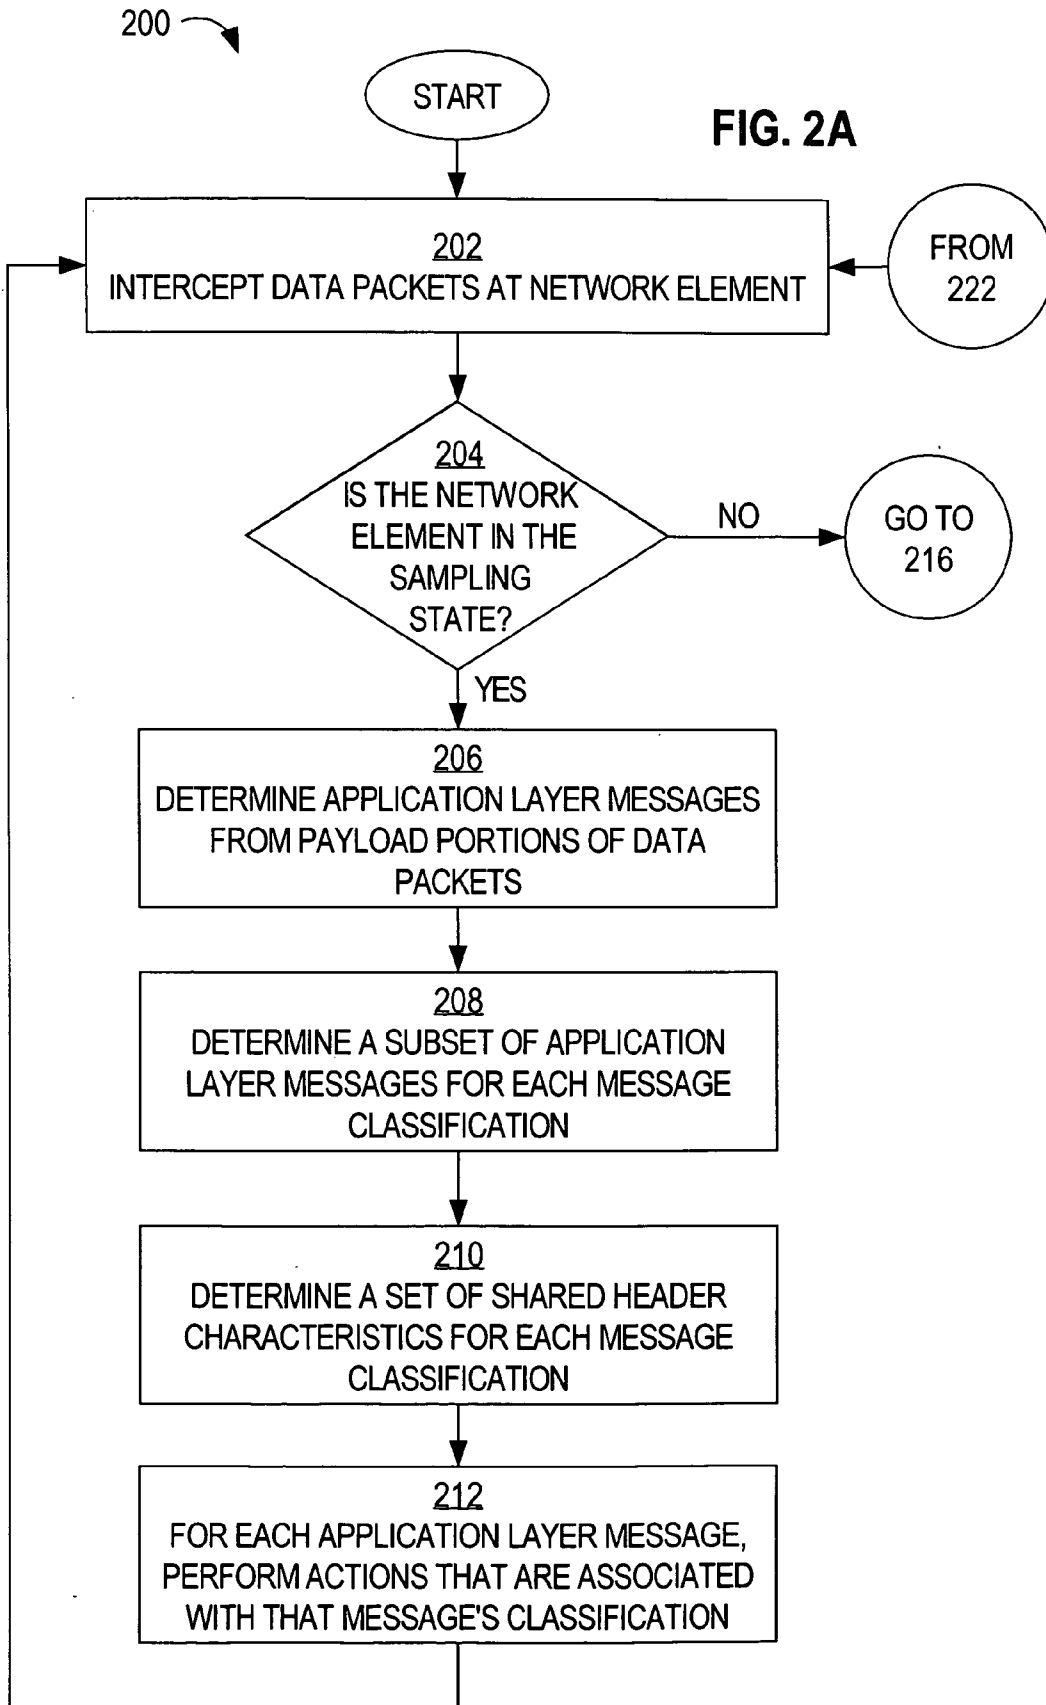 200
START
FIG. 2A
202
INTERCEPT DATA PACKETS AT NETWORK ELEMENT
FROM
222
204
IS THE NETWORK
ELEMENT IN THE
SAMPLING
STATE?
NO
GO TO
216
YES
206
DETERMINE APPLICATION LAYER MESSAGES
FROM PAYLOAD PORTIONS OF DATA
PACKETS
208
DETERMINE A SUBSET OF APPLICATION
LAYER MESSAGES FOR EACH MESSAGE
CLASSIFICATION
210
DETERMINE A SET OF SHARED HEADER
CHARACTERISTICS FOR EACH MESSAGE
CLASSIFICATION
212
FOR EACH APPLICATION LAYER MESSAGE,
PERFORM ACTIONS THAT ARE ASSOCIATED
WITH THAT MESSAGE'S CLASSIFICATION